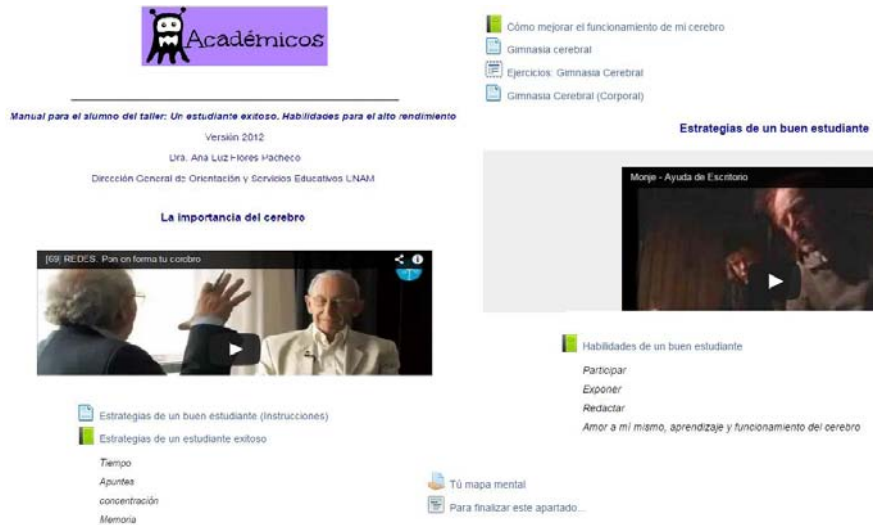 Académicos
Manual para el alumno del taller: Un estudiante exitoso. Habilidades para el alto rendimiento
Versión 2012
Dra. Ana Luz Flores Pacheco
Dirección General de Orientación y Servicios Educativos UNAM
La importancia del cerebro
[69] REDES. Pon en forma tu cerebro
Estrategias de un buen estudiante (Instrucciones)
Estrategias de un estudiante exitoso
Tiempo
Apuntes
concentración
Memoria
Cómo mejorar el funcionamiento de mi cerebro
Gimnasia cerebral
Ejercicios: Gimnasia Cerebral
Gimnasia Cerebral (Corporal)
Estrategias de un buen estudiante
Monje - Ayuda de Escritorio
Habilidades de un buen estudiante
Participar
Exponer
Redactar
Amor a mí mismo, aprendizaje y funcionamiento del cerebro
Tú mapa mental
Para finalizar este apartado...